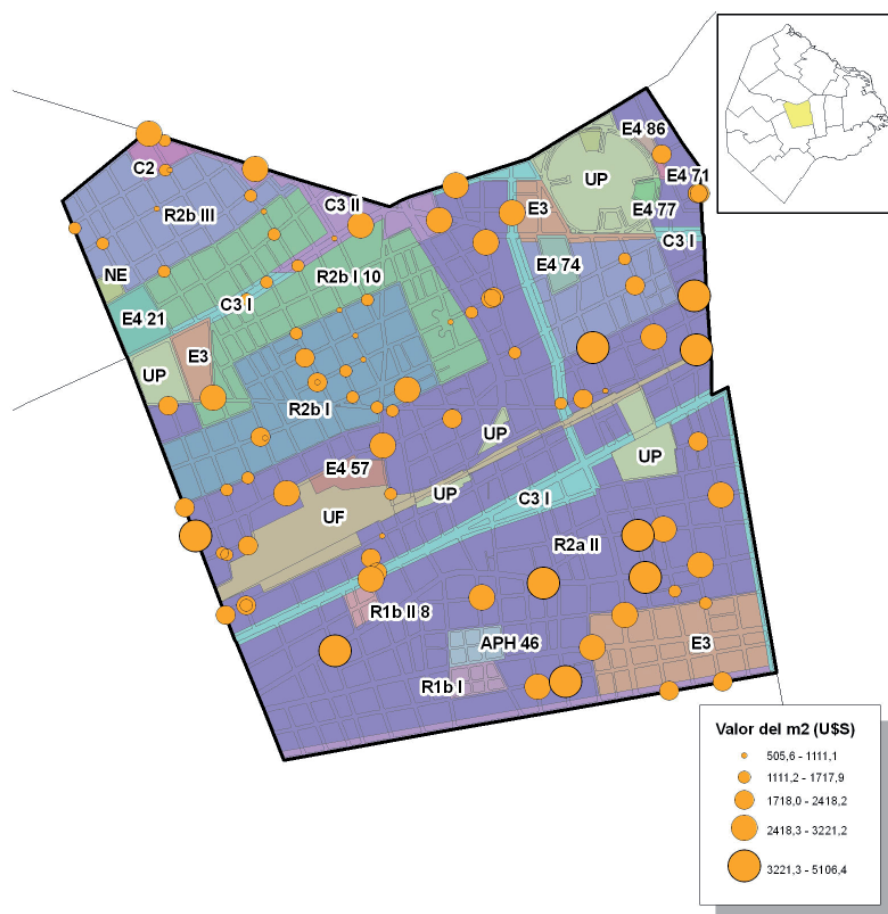 E4 86
C2
E4 71
UP
R2b III
C3 II
E3
E4 77
C3 I
NE
R2b I 10
E4 74
C3 I
E4 21
E3
UP
R2b I
UP
E4 57
UP
UP
C3 I
UF
R2a II
R1b II 8
APH 46
E3
R1b I
Valor del m2 (U$S)
505,6 - 1111,1
1111,2 - 1717,9
1718,0 - 2418,2
2418,3 - 3221,2
3221,3 - 5106,4